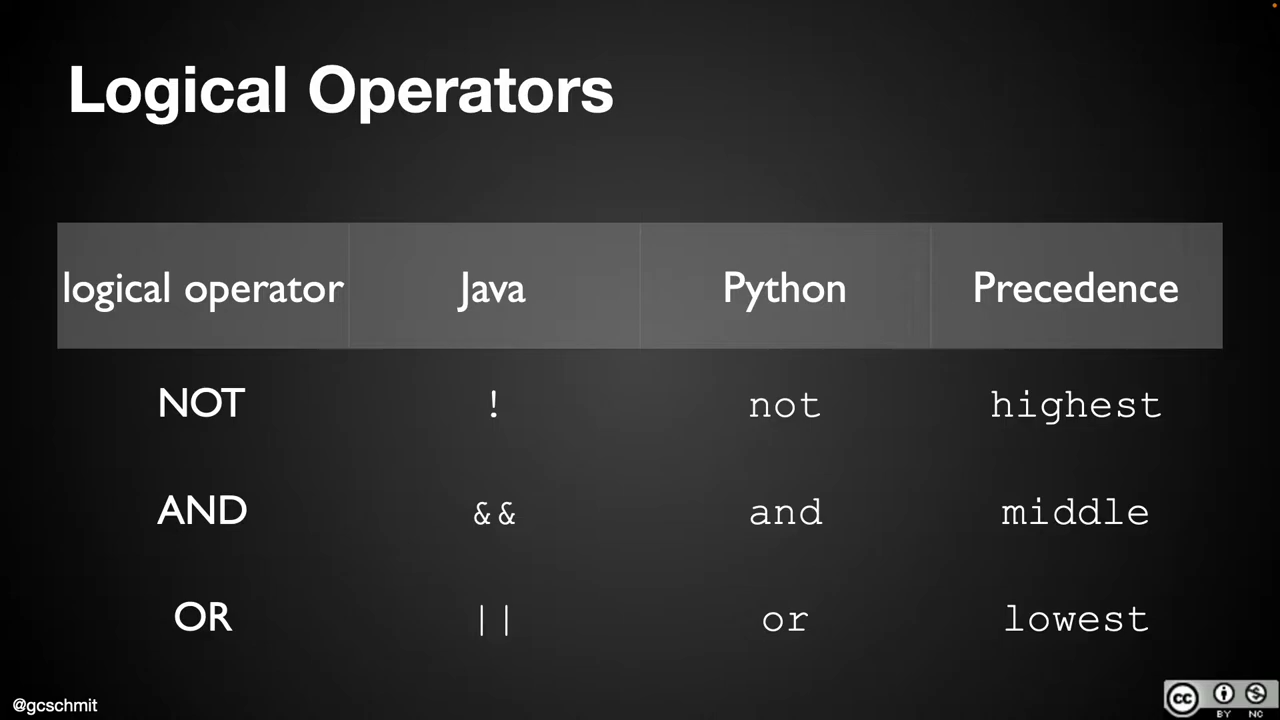 Logical Operators
logical operator Java Python Precedence
NOT ! not highest
AND && and middle
OR || or lowest
@gcschmit
cc
BY NC